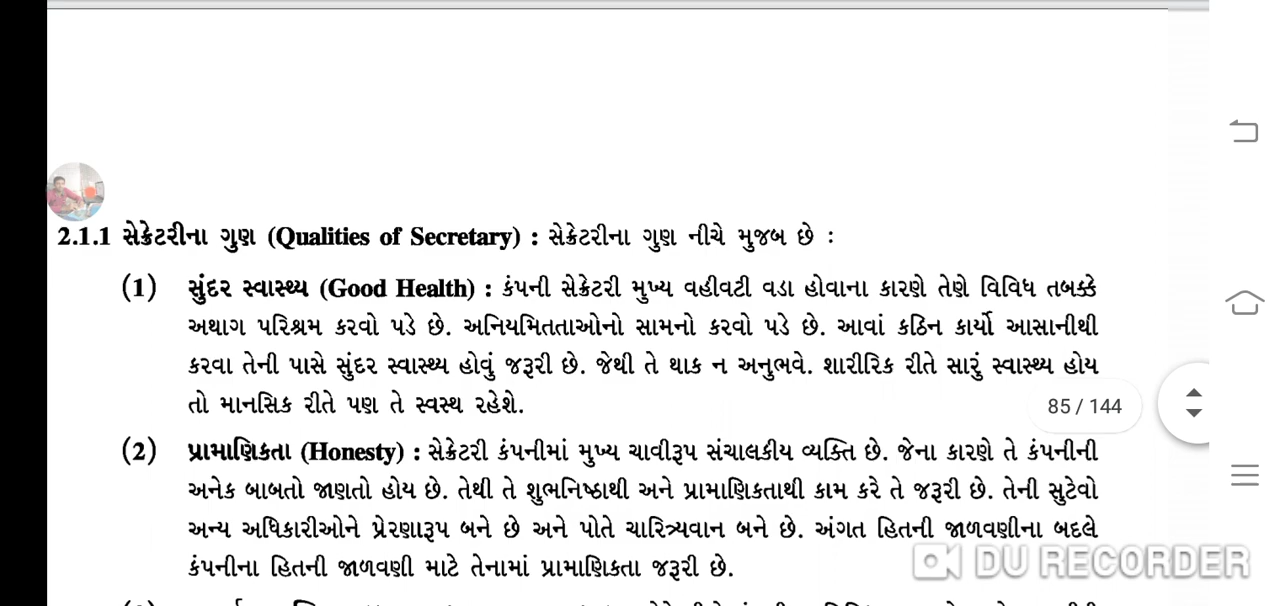 2.1.1 સેક્રેટરીના ગુણ (Qualities of Secretary) : સેક્રેટરીના ગુણ નીચે મુજબ છે :
(1) સુંદર સ્વાસ્થ્ય (Good Health) : કંપની સેક્રેટરી મુખ્ય વહીવટી વડા હોવાના કારણે તેણે વિવિધ તબક્કે
અથાગ પરિશ્રમ કરવો પડે છે. અનિયમિતતાઓનો સામનો કરવો પડે છે. આવાં કઠિન કાર્યો આસાનીથી
કરવા તેની પાસે સુંદર સ્વાસ્થ્ય હોવું જરૂરી છે. જેથી તે થાક ન અનુભવે. શારીરિક રીતે સારું સ્વાસ્થ્ય હોય
તો માનસિક રીતે પણ તે સ્વસ્થ રહેશે.
85 / 144
(2) પ્રામાણિકતા (Honesty) : સેક્રેટરી કંપનીમાં મુખ્ય ચાવીરૂપ સંચાલકીય વ્યક્તિ છે. જેના કારણે તે કંપનીની
અનેક બાબતો જાણતો હોય છે. તેથી તે શુભનિષ્ઠાથી અને પ્રામાણિકતાથી કામ કરે તે જરૂરી છે. તેની સુટેવો
અન્ય અધિકારીઓને પ્રેરણારૂપ બને છે અને પોતે ચારિત્ર્યવાન બને છે. અંગત હિતની જાળવણીના બદલે
કંપનીના હિતની જાળવણી માટે તેનામાં પ્રામાણિકતા જરૂરી છે.
DU RECORDER